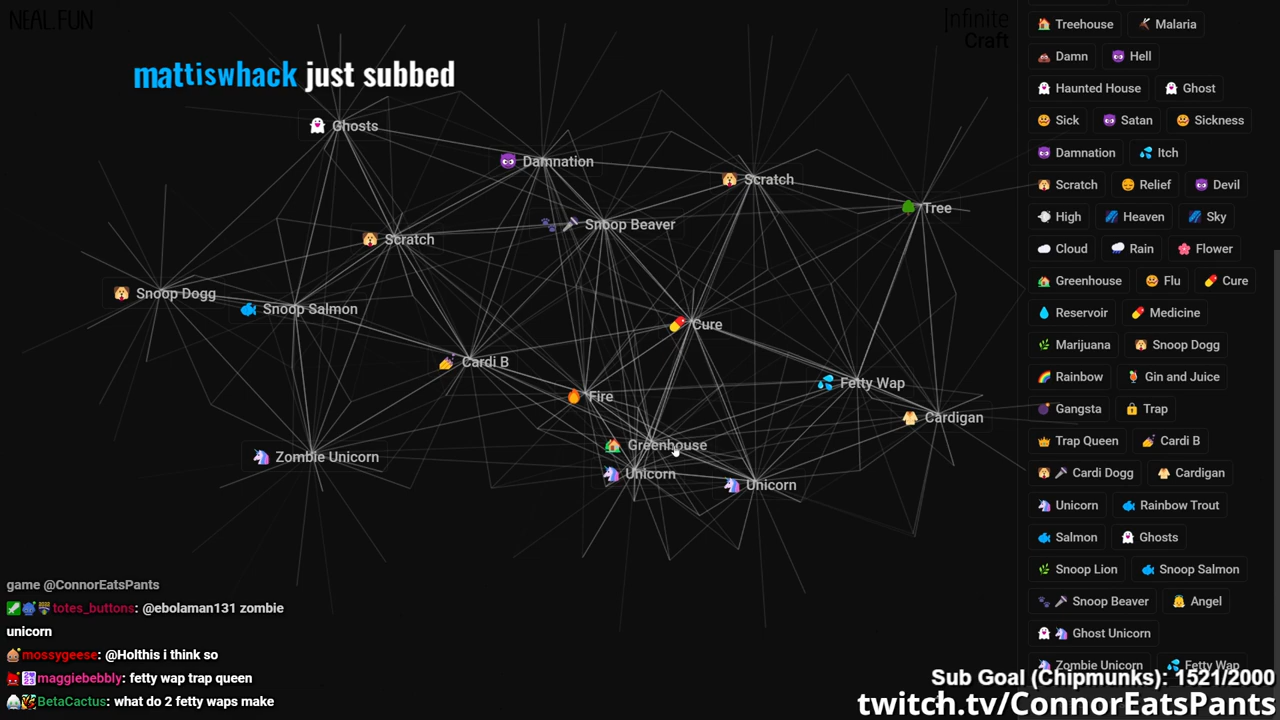 NEAL.FUN
Infinite
Craft
mattiswhack just subbed
Ghosts
Damnation
Scratch
Tree
Snoop Beaver
Scratch
Snoop Dogg
Snoop Salmon
Cure
Cardi B
Fetty Wap
Fire
Cardigan
Greenhouse
Zombie Unicorn
Unicorn
Unicorn
Treehouse Malaria
Damn Hell
Haunted House Ghost
Sick Satan Sickness
Damnation Itch
Scratch Relief Devil
High Heaven Sky
Cloud Rain Flower
Greenhouse Flu Cure
Reservoir Medicine
Marijuana Snoop Dogg
Rainbow Gin and Juice
Gangsta Trap
Trap Queen Cardi B
Cardi Dogg Cardigan
Unicorn Rainbow Trout
Salmon Ghosts
Snoop Lion Snoop Salmon
Snoop Beaver Angel
Ghost Unicorn
Zombie Unicorn Fetty Wap
game @ConnorEatsPants
totes_buttons: @ebolaman131 zombie
unicorn
mossygeese: @Holthis i think so
maggiebebbly: fetty wap trap queen
BetaCactus: what do 2 fetty waps make
Sub Goal (Chipmunks): 1521/2000
twitch.tv/ConnorEatsPants